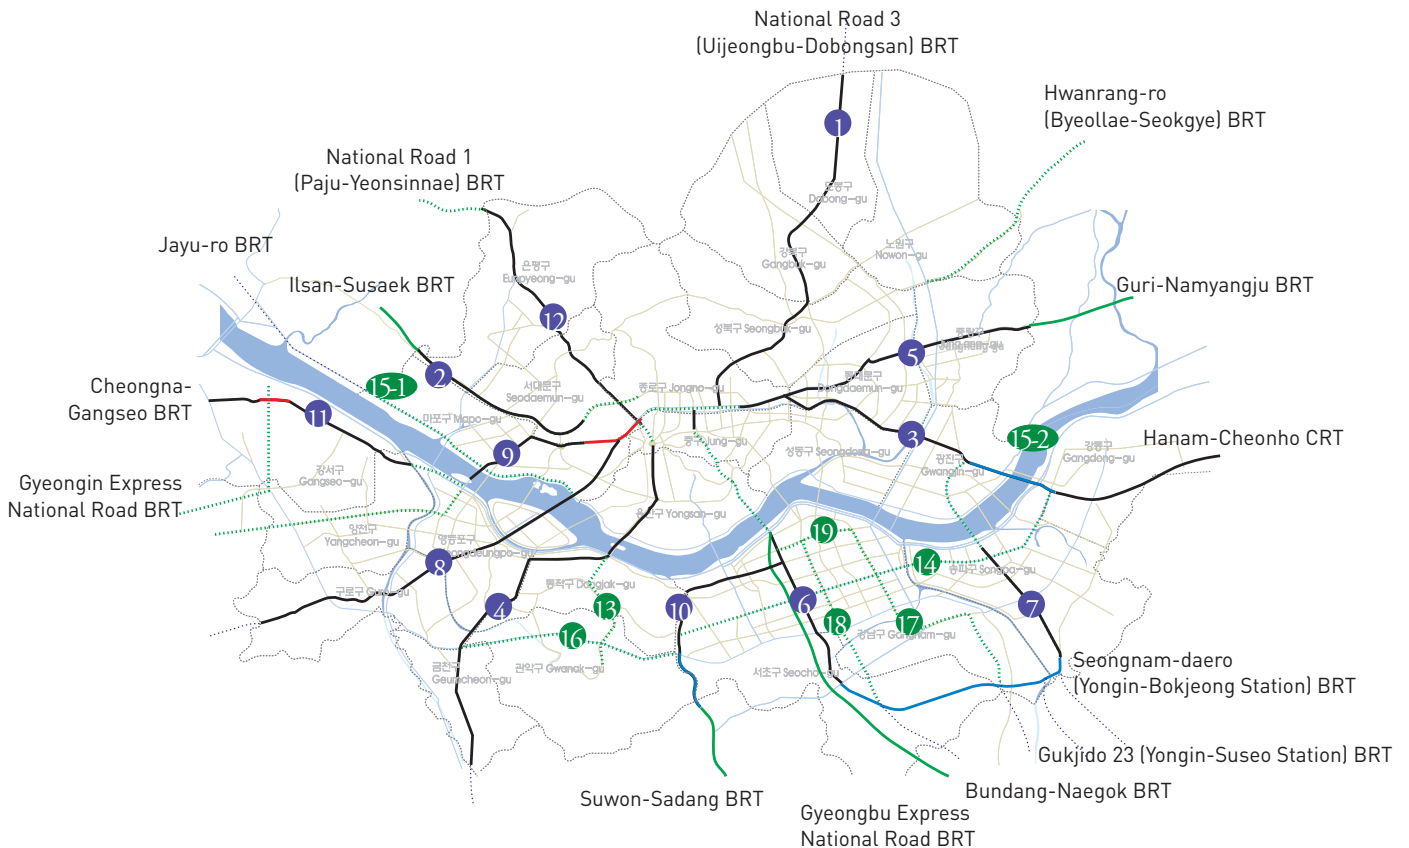 National Road 3
(Uijeongbu-Dobongsan) BRT
Hwanrang-ro
(Byeollae-Seokgye) BRT
1
National Road 1
(Paju-Yeonsinnae) BRT
도봉구
Dobong-gu
Jayu-ro BRT
강북구
Gangbuk-gu
노원구
Nowon-gu
은평구
Eunpyeong-gu
Ilsan-Susaek BRT
Guri-Namyangju BRT
12
성북구 Seongbuk-gu
중랑구
5
2
15-1
Cheongna-
Gangseo BRT
서대문구
Seodaemun-gu
종로구 Jongno-gu
동대문구
Dongdaemun-gu
11
마포구 Mapo-gu
9
중구 Jung-gu
3
15-2
성동구 Seongdong-gu
광진구
Gwangjin-gu
강동구
Gangdong-gu
Hanam-Cheonho CRT
강서구
Gangseo-gu
Gyeongin Express
National Road BRT
용산구 Yongsan-gu
양천구
Yangcheon-gu
영등포구
19
8
14
송파구 Songpa-gu
구로구 Guro-gu
동작구 Dongjak-gu
4
13
10
6
7
18
17
16
강남구 Gangnam-gu
금천구
Geumcheon-gu
관악구 Gwanak-gu
서초구 Seocho-gu
Seongnam-daero
(Yongin-Bokjeong Station) BRT
Gukjido 23 (Yongin-Suseo Station) BRT
Bundang-Naegok BRT
Suwon-Sadang BRT
Gyeongbu Express
National Road BRT